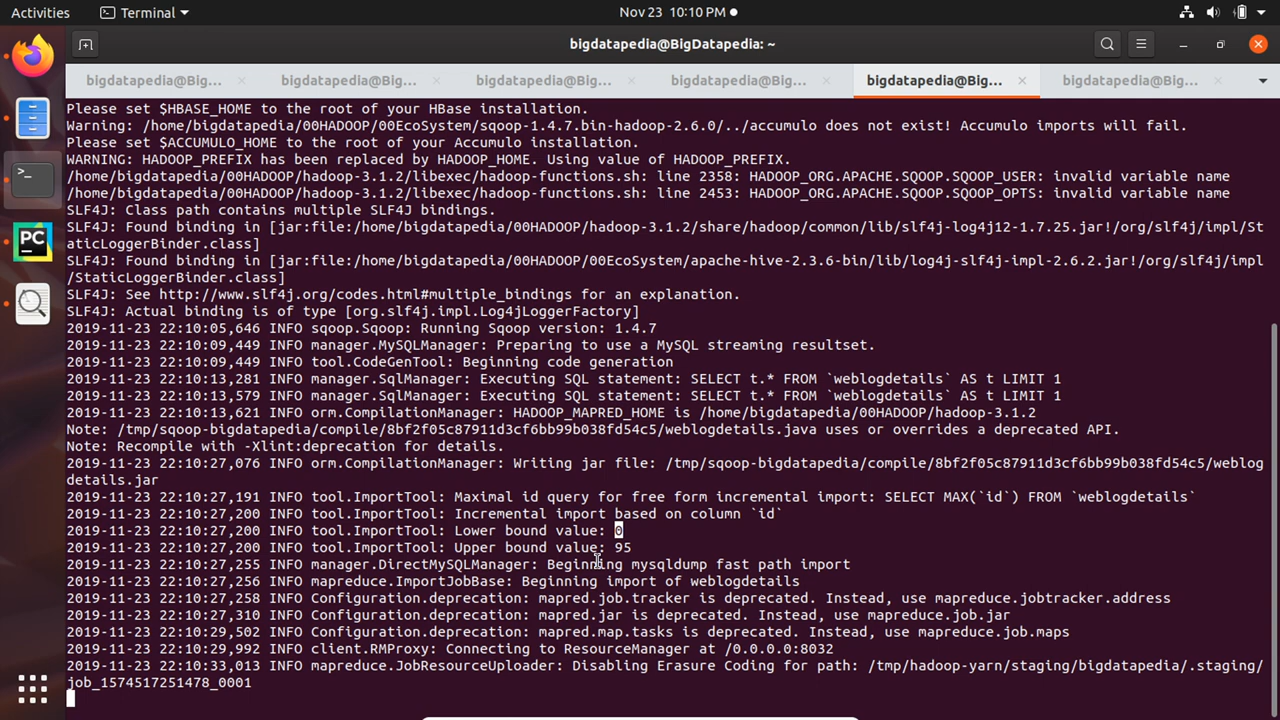 Activities
Terminal
Nov 23 10:10 PM
bigdatapedia@BigDatapedia: ~
bigdatapedia@Big... bigdatapedia@Big... bigdatapedia@Big... bigdatapedia@Big... bigdatapedia@Big... bigdatapedia@Big...
Please set $HBASE_HOME to the root of your HBase installation.
Warning: /home/bigdatapedia/00HADOOP/00EcoSystem/sqoop-1.4.7.bin-hadoop-2.6.0/../accumulo does not exist! Accumulo imports will fail.
Please set $ACCUMULO_HOME to the root of your Accumulo installation.
WARNING: HADOOP_PREFIX has been replaced by HADOOP_HOME. Using value of HADOOP_PREFIX.
/home/bigdatapedia/00HADOOP/hadoop-3.1.2/libexec/hadoop-functions.sh: line 2358: HADOOP_ORG.APACHE.SQOOP.SQOOP_USER: invalid variable name
/home/bigdatapedia/00HADOOP/hadoop-3.1.2/libexec/hadoop-functions.sh: line 2453: HADOOP_ORG.APACHE.SQOOP.SQOOP_OPTS: invalid variable name
SLF4J: Class path contains multiple SLF4J bindings.
SLF4J: Found binding in [jar:file:/home/bigdatapedia/00HADOOP/hadoop-3.1.2/share/hadoop/common/lib/slf4j-log4j12-1.7.25.jar!/org/slf4j/impl/St
aticLoggerBinder.class]
SLF4J: Found binding in [jar:file:/home/bigdatapedia/00HADOOP/00EcoSystem/apache-hive-2.3.6-bin/lib/log4j-slf4j-impl-2.6.2.jar!/org/slf4j/impl
/StaticLoggerBinder.class]
SLF4J: See http://www.slf4j.org/codes.html#multiple_bindings for an explanation.
SLF4J: Actual binding is of type [org.slf4j.impl.Log4jLoggerFactory]
2019-11-23 22:10:05,646 INFO sqoop.Sqoop: Running Sqoop version: 1.4.7
2019-11-23 22:10:09,449 INFO manager.MySQLManager: Preparing to use a MySQL streaming resultset.
2019-11-23 22:10:09,449 INFO tool.CodeGenTool: Beginning code generation
2019-11-23 22:10:13,281 INFO manager.SqlManager: Executing SQL statement: SELECT t.* FROM `weblogdetails` AS t LIMIT 1
2019-11-23 22:10:13,579 INFO manager.SqlManager: Executing SQL statement: SELECT t.* FROM `weblogdetails` AS t LIMIT 1
2019-11-23 22:10:13,621 INFO orm.CompilationManager: HADOOP_MAPRED_HOME is /home/bigdatapedia/00HADOOP/hadoop-3.1.2
Note: /tmp/sqoop-bigdatapedia/compile/8bf2f05c87911d3cf6bb99b038fd54c5/weblogdetails.java uses or overrides a deprecated API.
Note: Recompile with -Xlint:deprecation for details.
2019-11-23 22:10:27,076 INFO orm.CompilationManager: Writing jar file: /tmp/sqoop-bigdatapedia/compile/8bf2f05c87911d3cf6bb99b038fd54c5/weblog
details.jar
2019-11-23 22:10:27,191 INFO tool.ImportTool: Maximal id query for free form incremental import: SELECT MAX(`id`) FROM `weblogdetails`
2019-11-23 22:10:27,200 INFO tool.ImportTool: Incremental import based on column `id`
2019-11-23 22:10:27,200 INFO tool.ImportTool: Lower bound value: 0
2019-11-23 22:10:27,200 INFO tool.ImportTool: Upper bound value: 95
2019-11-23 22:10:27,255 INFO manager.DirectMySQLManager: Beginning mysqldump fast path import
2019-11-23 22:10:27,256 INFO mapreduce.ImportJobBase: Beginning import of weblogdetails
2019-11-23 22:10:27,258 INFO Configuration.deprecation: mapred.job.tracker is deprecated. Instead, use mapreduce.jobtracker.address
2019-11-23 22:10:27,310 INFO Configuration.deprecation: mapred.jar is deprecated. Instead, use mapreduce.job.jar
2019-11-23 22:10:29,502 INFO Configuration.deprecation: mapred.map.tasks is deprecated. Instead, use mapreduce.job.maps
2019-11-23 22:10:29,992 INFO client.RMProxy: Connecting to ResourceManager at /0.0.0.0:8032
2019-11-23 22:10:33,013 INFO mapreduce.JobResourceUploader: Disabling Erasure Coding for path: /tmp/hadoop-yarn/staging/bigdatapedia/.staging/
job_1574517251478_0001